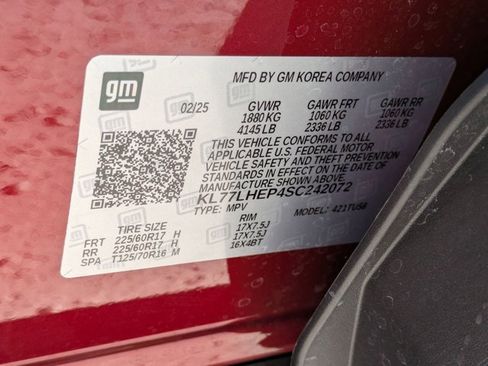 gm
MFD BY GM KOREA COMPANY
02/25 GVWR GAWR FRT GAWR RR
1880 KG 1060 KG 1060 KG
4145 LB 2336 LB 2336 LB
THIS VEHICLE CONFORMS TO ALL
APPLICABLE U.S. FEDERAL MOTOR
VEHICLE SAFETY AND THEFT PREVENTION
STANDARDS IN EFFECT ON THE DATE OF
MANUFACTURE SHOWN ABOVE.
KL77LHEP4SC242072
TYPE: MPV MODEL: 421TU58
TIRE SIZE RIM
FRT 225/60R17 H 17X7.5J
RR 225/60R17 H 17X7.5J
SPA T125/70R16 M 16X4BT